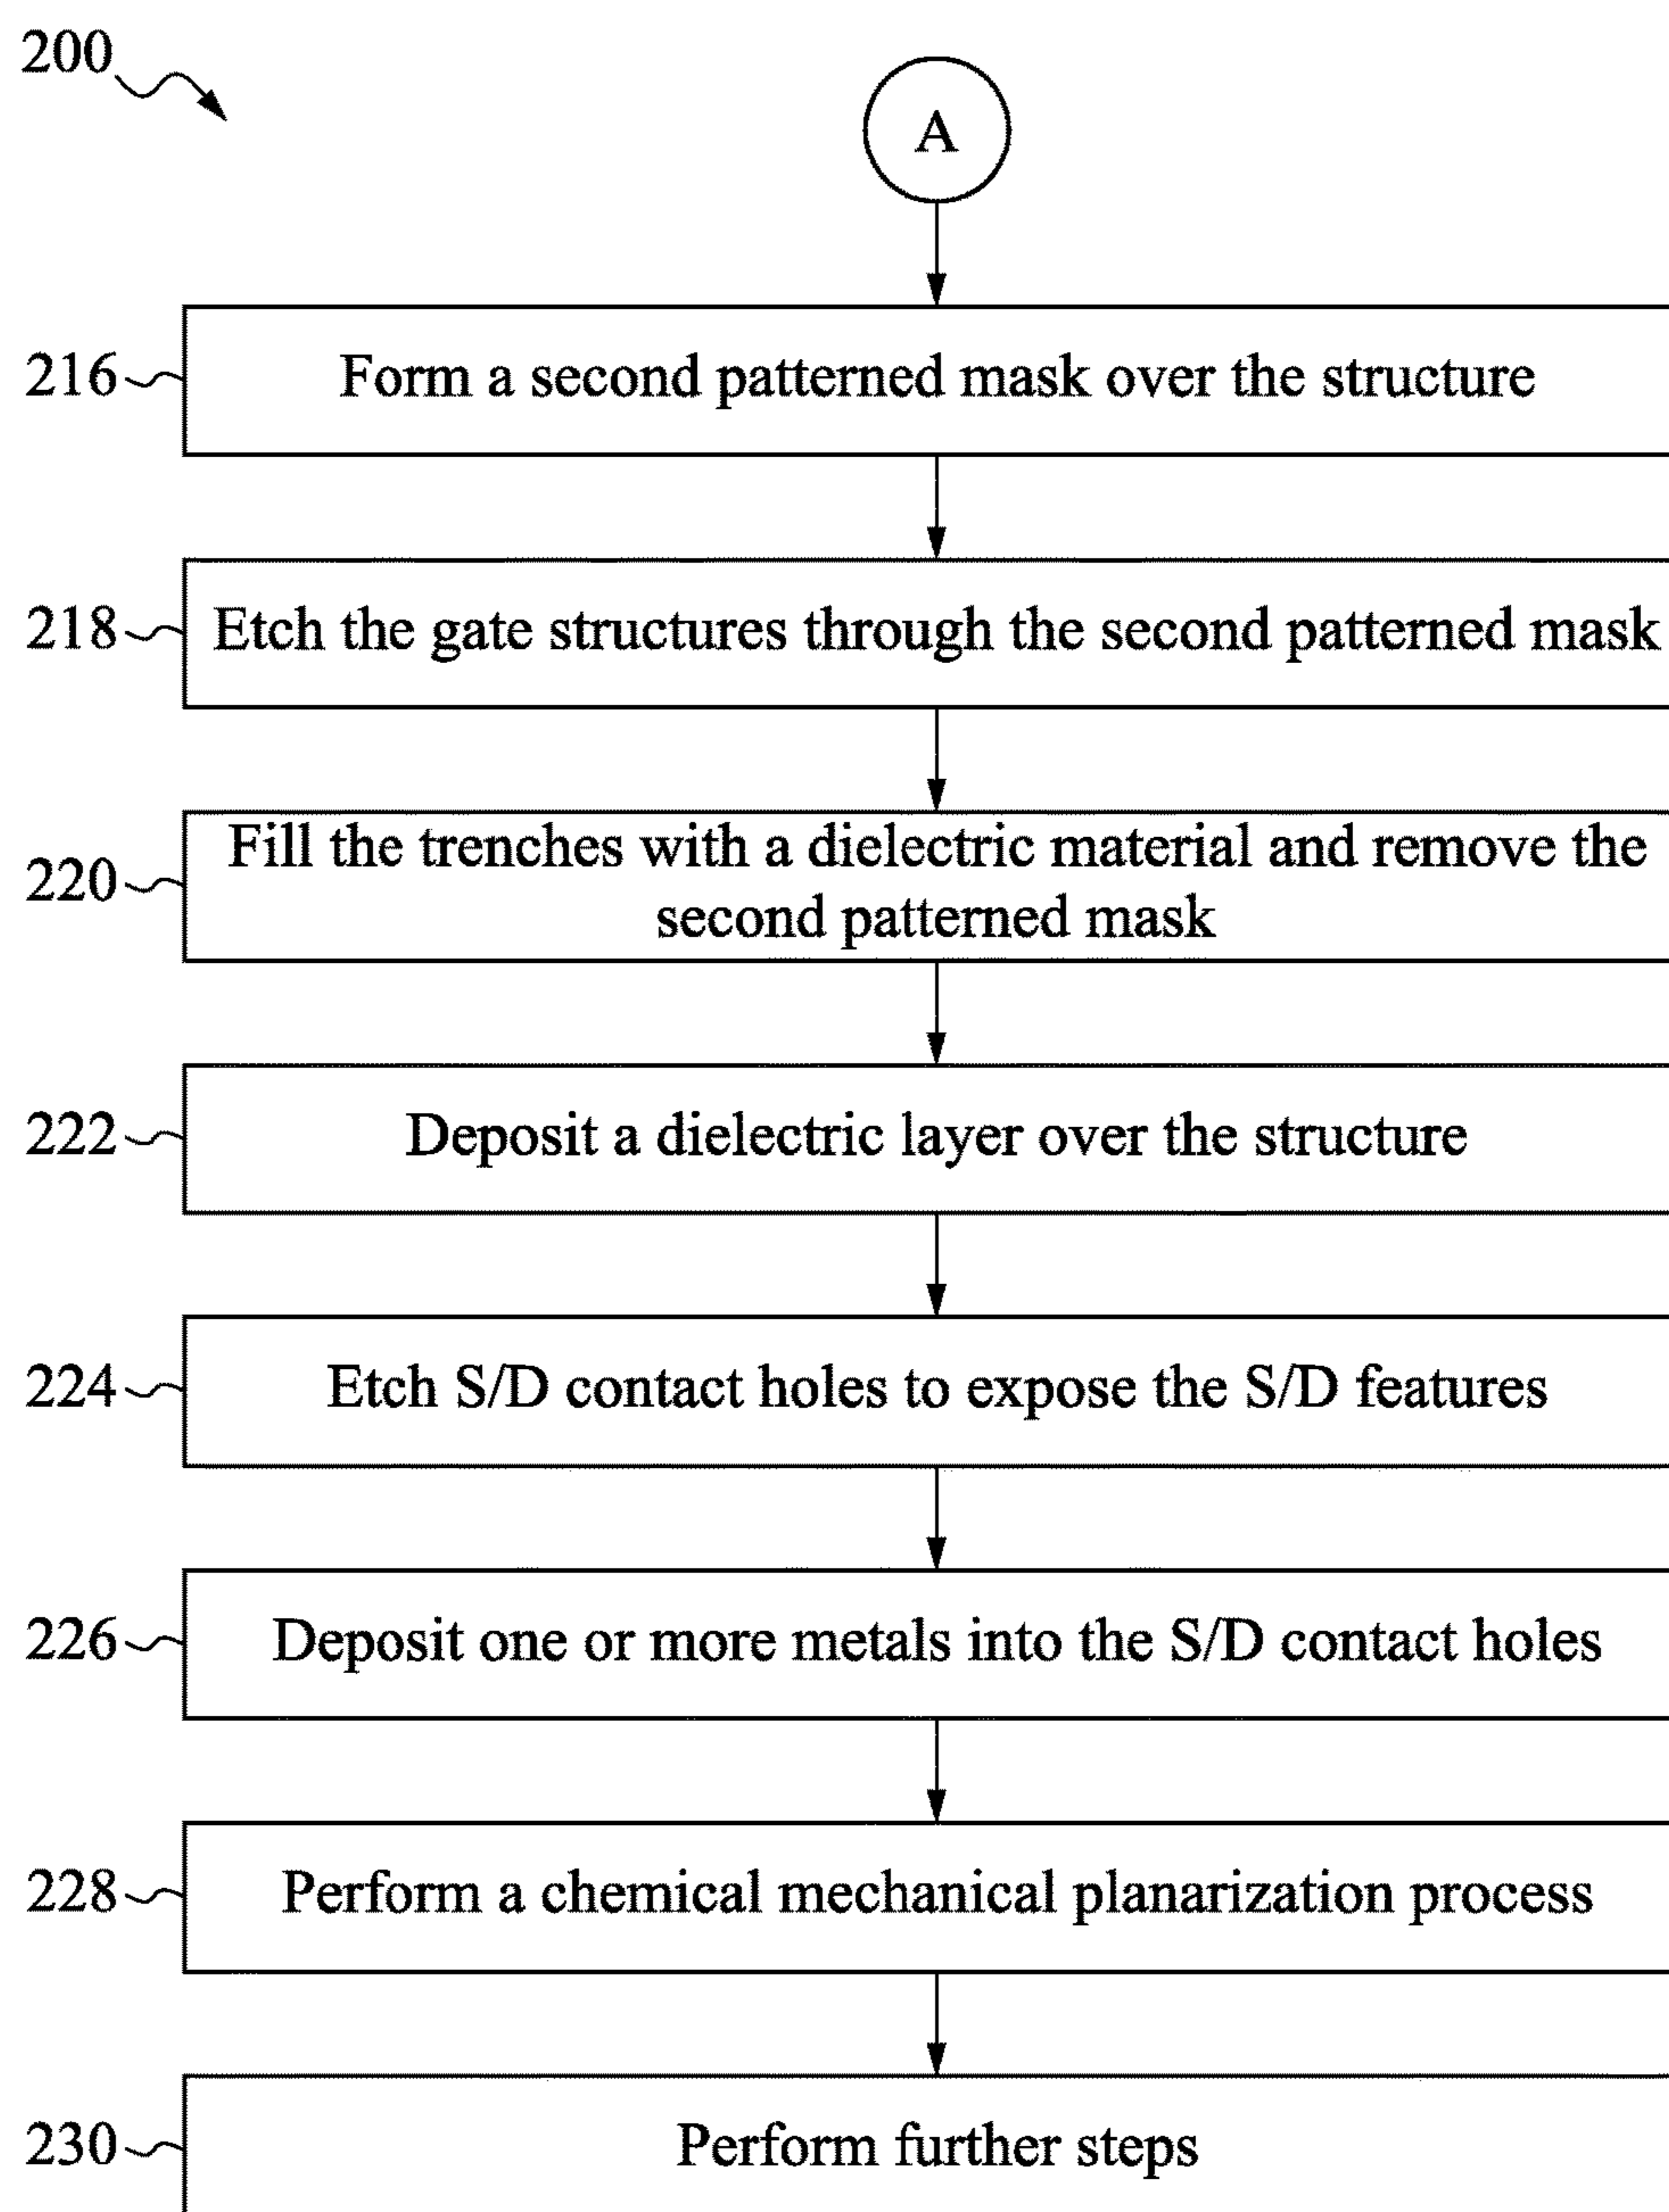 200
A
216 Form a second patterned mask over the structure
218 Etch the gate structures through the second patterned mask
220 Fill the trenches with a dielectric material and remove the
second patterned mask
222 Deposit a dielectric layer over the structure
224 Etch S/D contact holes to expose the S/D features
226 Deposit one or more metals into the S/D contact holes
228 Perform a chemical mechanical planarization process
230 Perform further steps